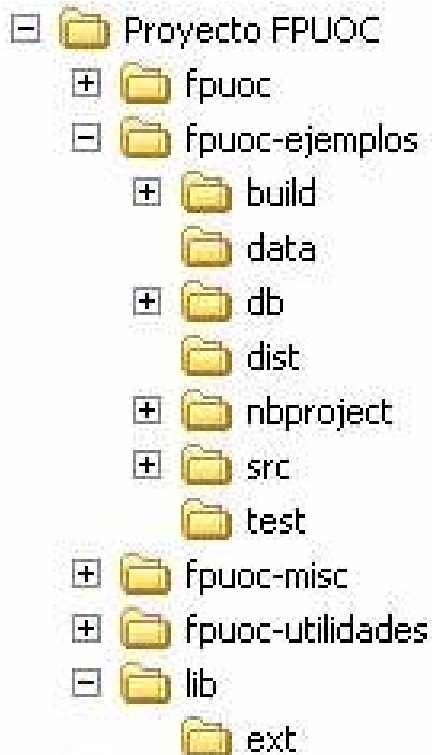 Proyecto FPUOC
fpuoc
fpuoc-ejemplos
build
data
db
dist
nbproject
src
test
fpuoc-misc
fpuoc-utilidades
lib
ext